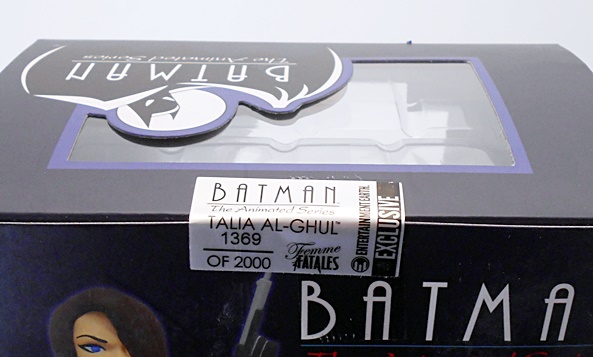 BATMAN
The Animated Series
BATMAN
The Animated Series
TALIA AL-GHUL™
1369
OF 2000
Femme
FATALES
ENTERTAINMENT EARTH
EXCLUSIVE
BATMA